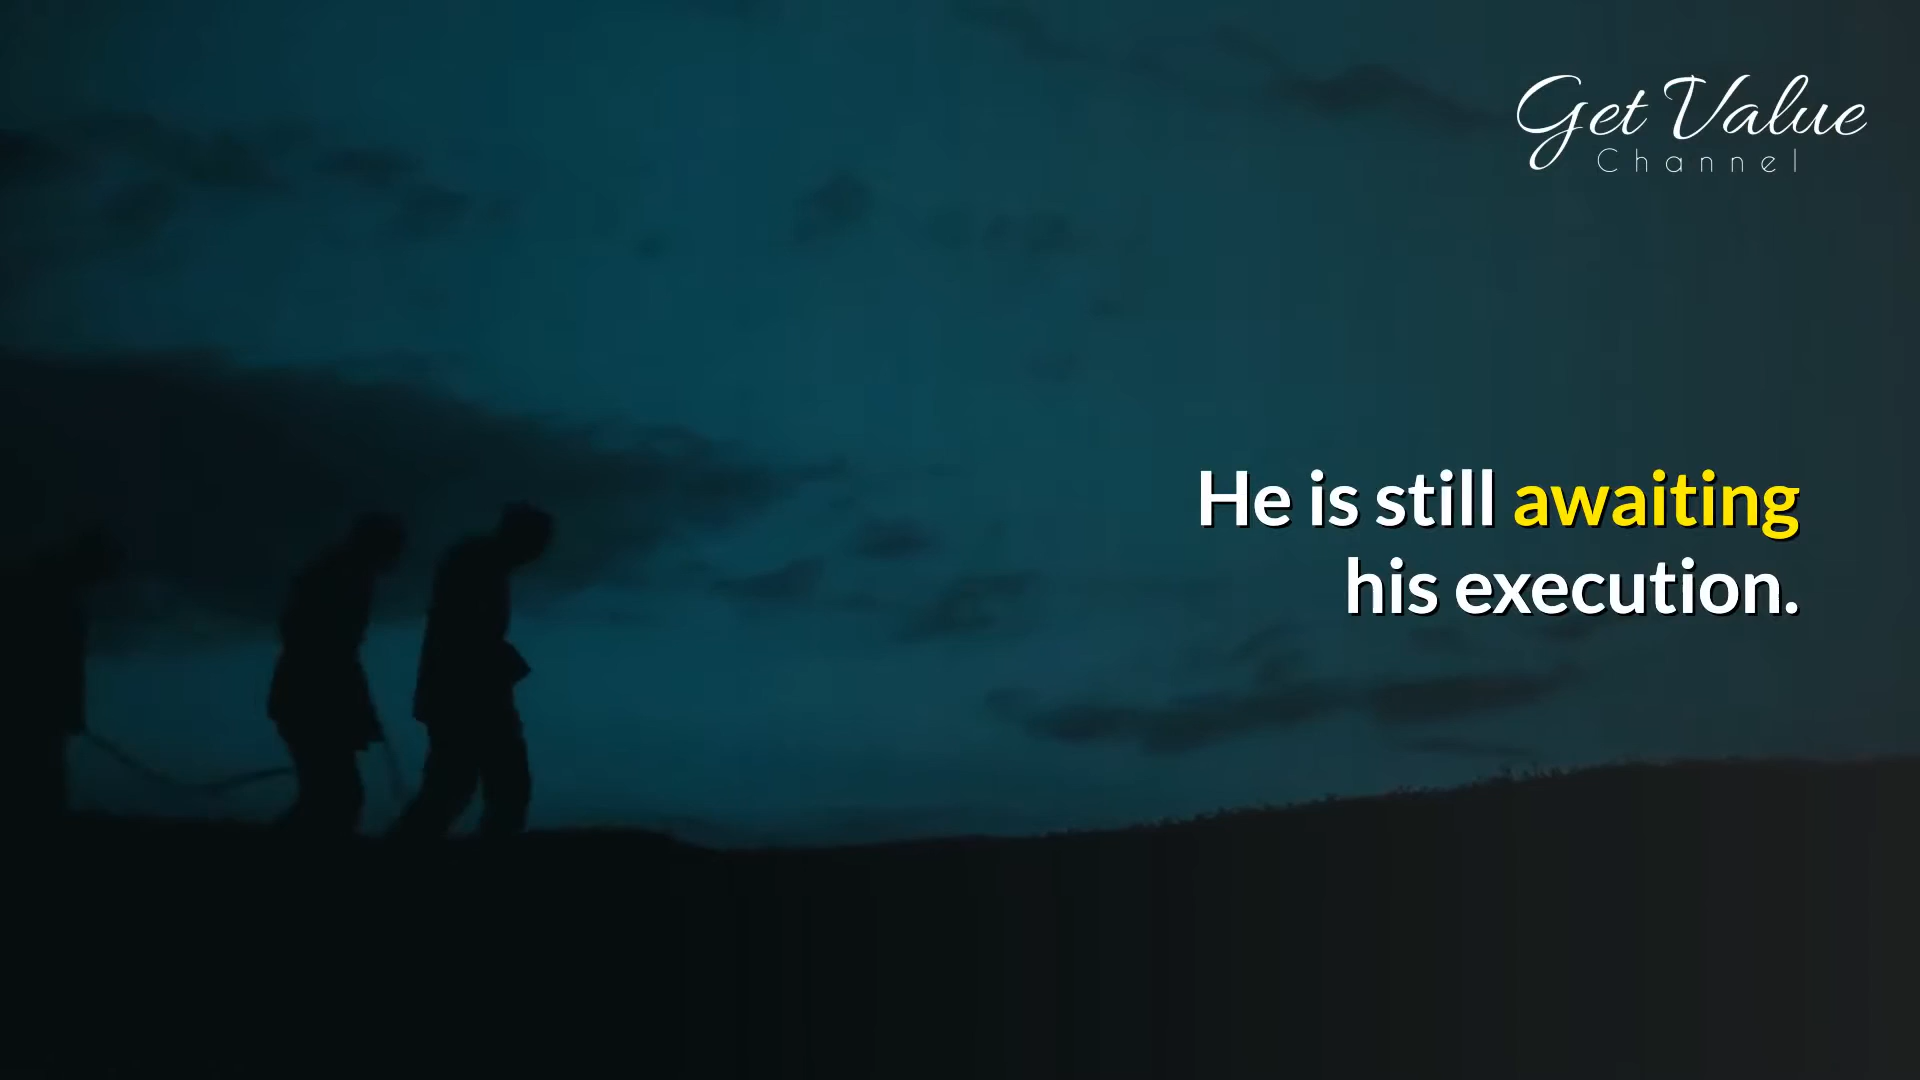 Get Value
Channel
He is still awaiting
his execution.